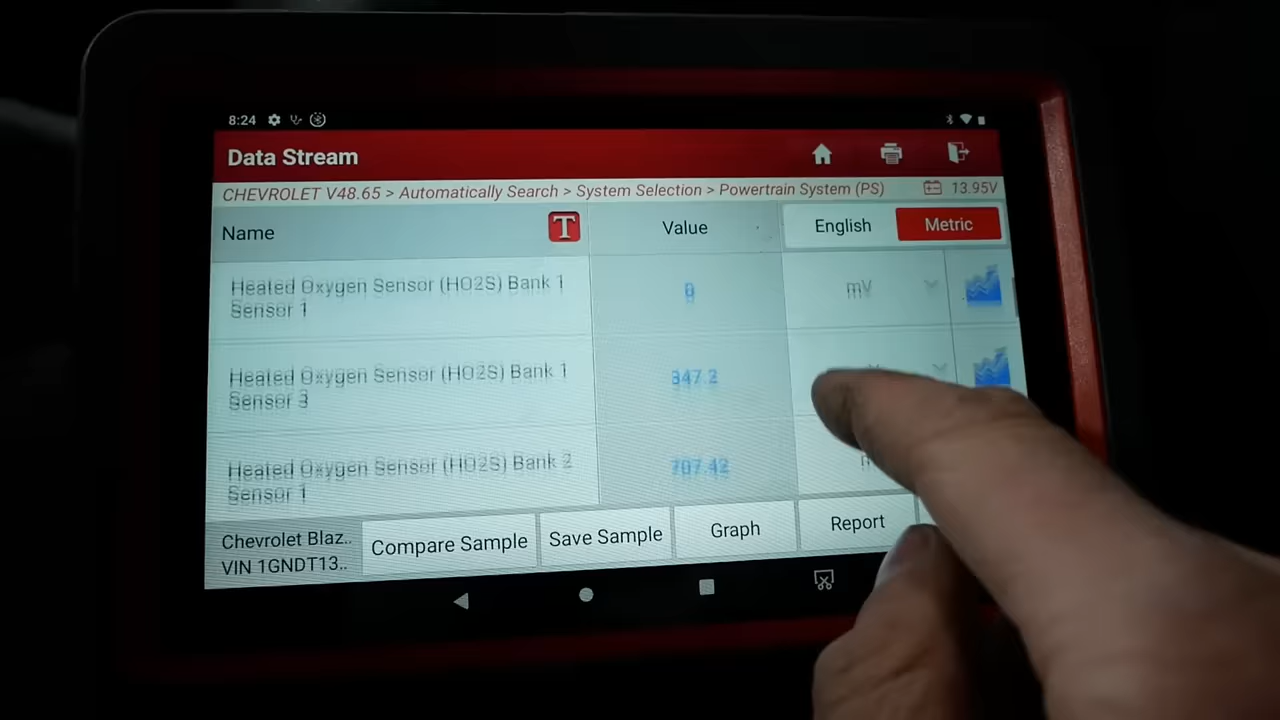 8:24
Data Stream
CHEVROLET V48.65 > Automatically Search > System Selection > Powertrain System (PS) 13.95V
Name T Value English Metric
Heated Oxygen Sensor (HO2S) Bank 1
Sensor 1
mV
Heated Oxygen Sensor (HO2S) Bank 1
Sensor 3
347.2
Heated Oxygen Sensor (HO2S) Bank 2
Sensor 1
Chevrolet Blaz..
VIN 1GNDT13..
Compare Sample Save Sample Graph Report